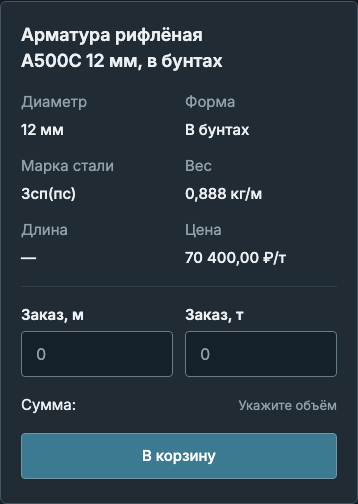 Арматура рифлёная
А500С 12 мм, в бунтах
Диаметр Форма
12 мм В бунтах
Марка стали Вес
3сп(пс) 0,888 кг/м
Длина Цена
— 70 400,00 ₽/т
Заказ, м Заказ, т
0 0
Сумма: Укажите объём
В корзину